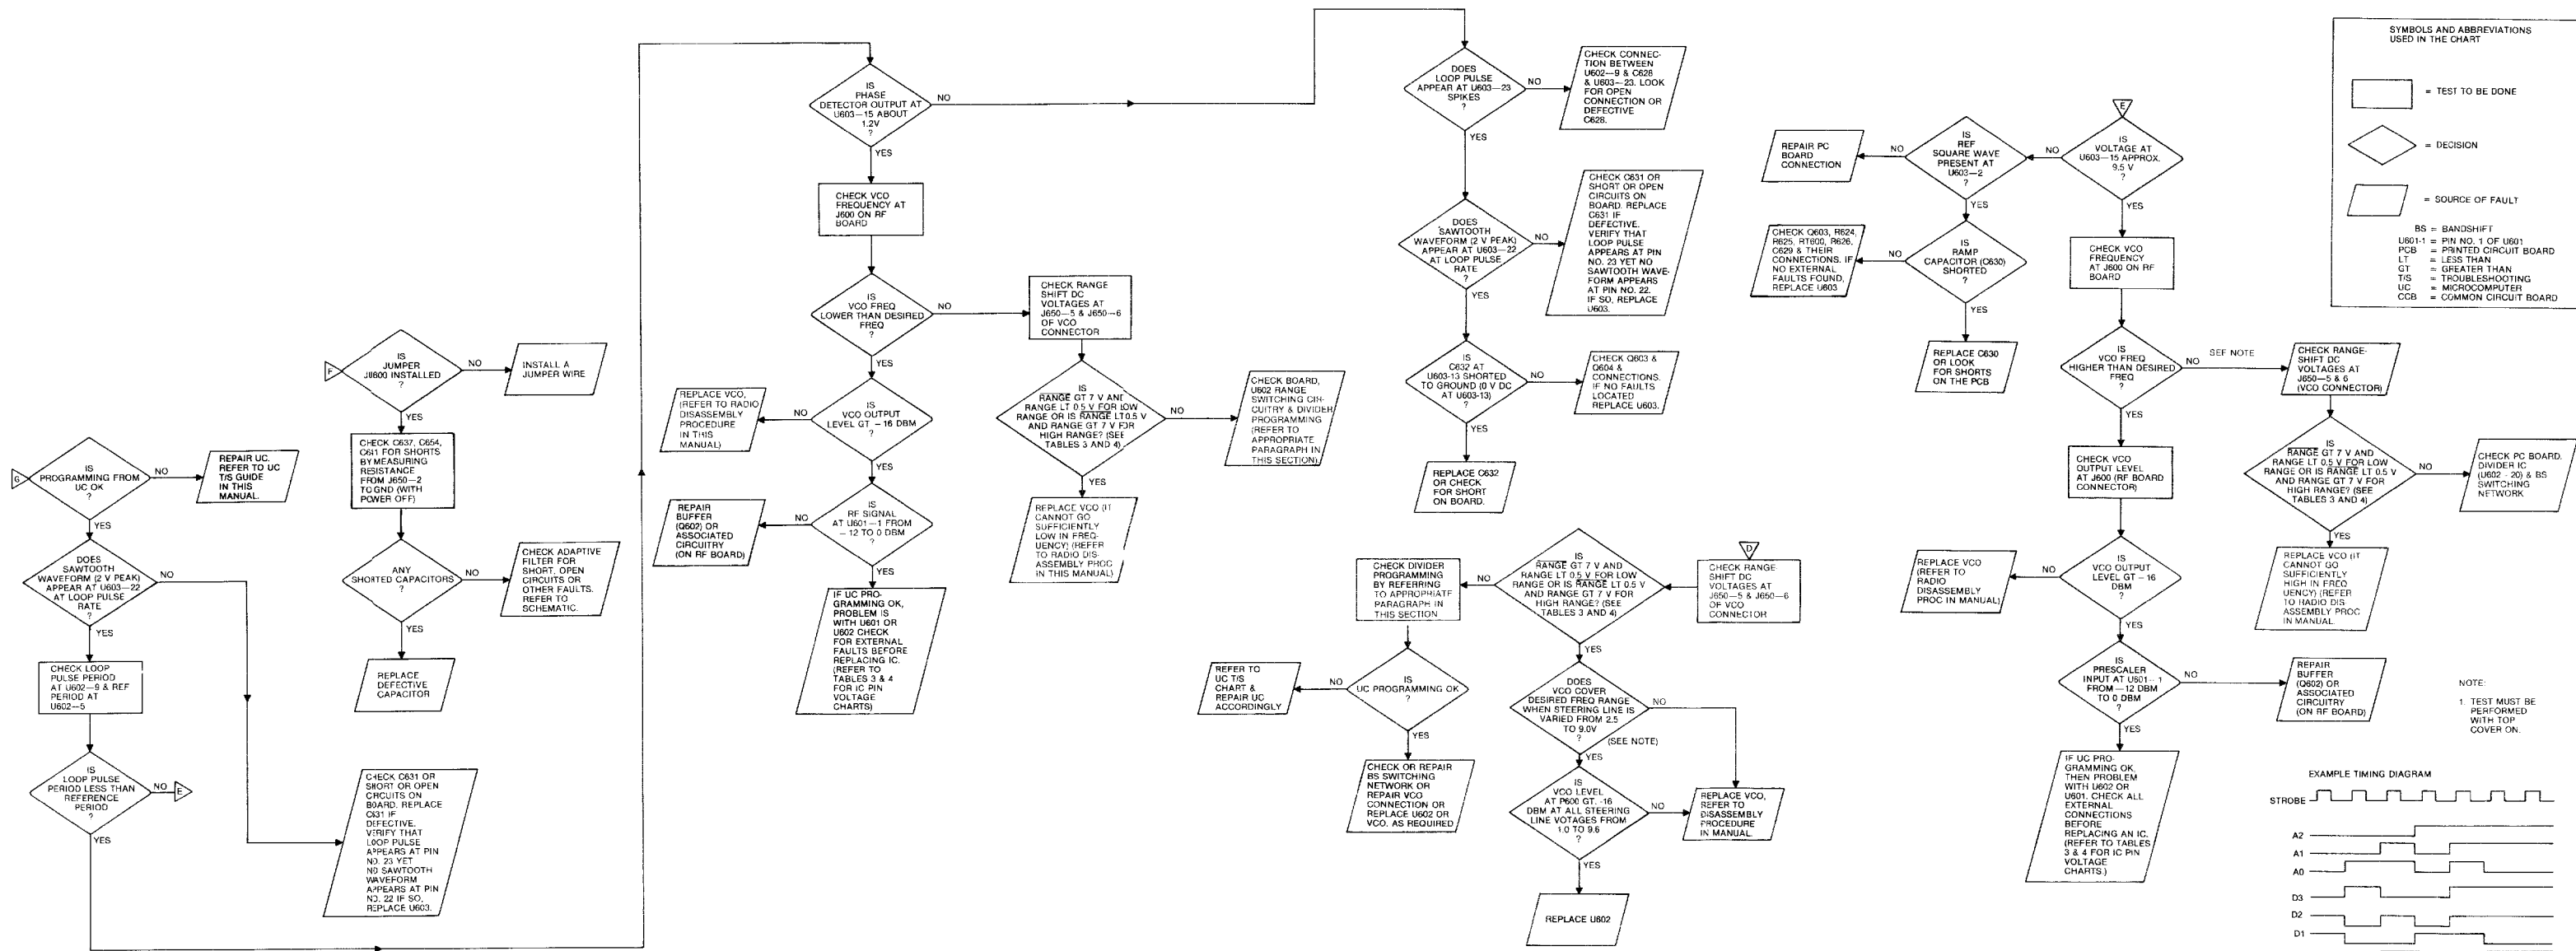 G
IS
PROGRAMMING FROM
UC OK
?
NO
REPAIR UC.
REFER TO UC
T/S GUIDE
IN THIS
MANUAL.
YES
DOES
SAWTOOTH
WAVEFORM (2 V PEAK)
APPEAR AT U603—22
AT LOOP PULSE
RATE
?
NO
YES
CHECK LOOP
PULSE PERIOD
AT U602—9 & REF
PERIOD AT
U602—5
IS
LOOP PULSE
PERIOD LESS THAN
REFERENCE
PERIOD
?
NO
E
YES
CHECK C631 OR
SHORT OR OPEN
CIRCUITS ON
BOARD. REPLACE
C631 IF
DEFECTIVE.
VERIFY THAT
LOOP PULSE
APPEARS AT PIN
NO. 23 YET
NO SAWTOOTH
WAVEFORM
APPEARS AT PIN
NO. 22 IF SO,
REPLACE U603.
F
IS
JUMPER
JU600 INSTALLED
?
NO
INSTALL A
JUMPER WIRE
YES
CHECK C637, C654,
C611 FOR SHORTS
BY MEASURING
RESISTANCE
FROM J650—2
TO GND (WITH
POWER OFF)
ANY
SHORTED CAPACITORS
?
NO
CHECK ADAPTIVE
FILTER FOR
SHORT, OPEN
CIRCUITS OR
OTHER FAULTS.
REFER TO
SCHEMATIC.
YES
REPLACE
DEFECTIVE
CAPACITOR
IS
PHASE
DETECTOR OUTPUT AT
U603—15 ABOUT
1.2V
?
NO
YES
CHECK VCO
FREQUENCY AT
J600 ON RF
BOARD
IS
VCO FREQ
LOWER THAN DESIRED
FREQ
?
NO
CHECK RANGE
SHIFT DC
VOLTAGES AT
J650—5 & J650—6
OF VCO
CONNECTOR
YES
IS
VCO OUTPUT
LEVEL GT – 16 DBM
?
NO
REPLACE VCO,
(REFER TO RADIO
DISASSEMBLY
PROCEDURE
IN THIS
MANUAL)
YES
IS
RF SIGNAL
AT U601—1 FROM
– 12 TO 0 DBM
?
NO
REPAIR
BUFFER
(Q602) OR
ASSOCIATED
CIRCUITRY
(ON RF BOARD)
YES
IF UC PRO-
GRAMMING OK,
PROBLEM IS
WITH U601 OR
U602 CHECK
FOR EXTERNAL
FAULTS BEFORE
REPLACING IC.
(REFER TO
TABLES 3 & 4
FOR IC PIN
VOLTAGE
CHARTS)
IS
RANGE GT 7 V AND
RANGE LT 0.5 V FOR LOW
RANGE OR IS RANGE LT 0.5 V
AND RANGE GT 7 V FOR
HIGH RANGE? (SEE
TABLES 3 AND 4)
NO
CHECK BOARD,
U602 RANGE
SWITCHING CIR-
CUITRY & DIVIDER
PROGRAMMING
(REFER TO
APPROPRIATE
PARAGRAPH IN
THIS SECTION)
YES
REPLACE VCO (IT
CANNOT GO
SUFFICIENTLY
LOW IN FREQ-
UENCY) (REFER
TO RADIO DIS-
ASSEMBLY PROC
IN THIS MANUAL)
DOES
LOOP PULSE
APPEAR AT U603—23
SPIKES
?
NO
CHECK CONNEC-
TION BETWEEN
U602—9 & C628
& U603—23. LOOK
FOR OPEN
CONNECTION OR
DEFECTIVE
C628.
YES
DOES
SAWTOOTH
WAVEFORM (2 V PEAK)
APPEAR AT U603—22
AT LOOP PULSE
RATE
?
NO
CHECK C631 OR
SHORT OR OPEN
CIRCUITS ON
BOARD. REPLACE
C631 IF
DEFECTIVE.
VERIFY THAT
LOOP PULSE
APPEARS AT PIN
NO. 23 YET NO
SAWTOOTH WAVE-
FORM APPEARS
AT PIN NO. 22.
IF SO, REPLACE
U603.
YES
IS
C632 AT
U603-13 SHORTED
TO GROUND (0 V DC
AT U603-13)
?
NO
CHECK Q603 &
Q604 &
CONNECTIONS.
IF NO FAULTS
LOCATED
REPLACE U603.
YES
REPLACE C632
OR CHECK
FOR SHORT
ON BOARD.
D
CHECK RANGE-
SHIFT DC
VOLTAGES AT
J650—5 & J650—6
OF VCO
CONNECTOR
IS
RANGE GT 7 V AND
RANGE LT 0.5 V FOR LOW
RANGE OR IS RANGE LT 0.5 V
AND RANGE GT 7 V FOR
HIGH RANGE? (SEE
TABLES 3 AND 4)
NO
CHECK DIVIDER
PROGRAMMING
BY REFERRING
TO APPROPRIATE
PARAGRAPH IN
THIS SECTION
IS
UC PROGRAMMING OK
?
NO
REFER TO
UC T/S
CHART &
REPAIR UC
ACCORDINGLY
YES
CHECK OR REPAIR
BS SWITCHING
NETWORK OR
REPAIR VCO
CONNECTION OR
REPLACE U602 OR
VCO, AS REQUIRED
YES
DOES
VCO COVER
DESIRED FREQ RANGE
WHEN STEERING LINE IS
VARIED FROM 2.5
TO 9.0V
?
NO
(SEE NOTE)
YES
IS
VCO LEVEL
AT P600 GT. -16
DBM AT ALL STEERING
LINE VOTAGES FROM
1.0 TO 9.6
?
NO
REPLACE VCO,
REFER TO
DISASSEMBLY
PROCEDURE
IN MANUAL.
YES
REPLACE U602
E
IS
VOLTAGE AT
U603—15 APPROX.
9.5 V
?
NO
IS
REF
SQUARE WAVE
PRESENT AT
U603—2
?
NO
REPAIR PC
BOARD
CONNECTION
YES
IS
RAMP
CAPACITOR (C630)
SHORTED
?
NO
CHECK Q603, R624,
R625, RT600, R626,
C629 & THEIR
CONNECTIONS. IF
NO EXTERNAL
FAULTS FOUND,
REPLACE U603
YES
REPLACE C630
OR LOOK
FOR SHORTS
ON THE PCB
YES
CHECK VCO
FREQUENCY
AT J600 ON RF
BOARD
IS
VCO FREQ
HIGHER THAN DESIRED
FREQ
?
NO
SEE NOTE
CHECK RANGE-
SHIFT DC
VOLTAGES AT
J650—5 & 6
(VCO CONNECTOR)
YES
CHECK VCO
OUTPUT LEVEL
AT J600 (RF BOARD
CONNECTOR)
IS
VCO OUTPUT
LEVEL GT – 16
DBM
?
NO
REPLACE VCO
(REFER TO
RADIO
DISASSEMBLY
PROC IN MANUAL)
YES
IS
PRESCALER
INPUT AT U601—1
FROM —12 DBM
TO 0 DBM
?
NO
REPAIR
BUFFER
(Q602) OR
ASSOCIATED
CIRCUITRY
(ON RF BOARD)
YES
IF UC PRO-
GRAMMING OK,
THEN PROBLEM
WITH U602 OR
U601. CHECK ALL
EXTERNAL
CONNECTIONS
BEFORE
REPLACING AN IC.
(REFER TO TABLES
3 & 4 FOR IC PIN
VOLTAGE
CHARTS.)
IS
RANGE GT 7 V AND
RANGE LT 0.5 V FOR LOW
RANGE OR IS RANGE LT 0.5 V
AND RANGE GT 7 V FOR
HIGH RANGE? (SEE
TABLES 3 AND 4)
NO
CHECK PC BOARD.
DIVIDER IC
(U602 - 20) & BS
SWITCHING
NETWORK
YES
REPLACE VCO (IT
CANNOT GO
SUFFICIENTLY
HIGH IN FREQ
UENCY) (REFER
TO RADIO DIS
ASSEMBLY PROC
IN MANUAL.
SYMBOLS AND ABBREVIATIONS
USED IN THE CHART
= TEST TO BE DONE
= DECISION
= SOURCE OF FAULT
BS = BANDSHIFT
U601-1 = PIN NO. 1 OF U601
PCB = PRINTED CIRCUIT BOARD
LT = LESS THAN
GT = GREATER THAN
T/S = TROUBLESHOOTING
UC = MICROCOMPUTER
CCB = COMMON CIRCUIT BOARD
NOTE:
1. TEST MUST BE
PERFORMED
WITH TOP
COVER ON.
EXAMPLE TIMING DIAGRAM
STROBE
A2
A1
A0
D3
D2
D1